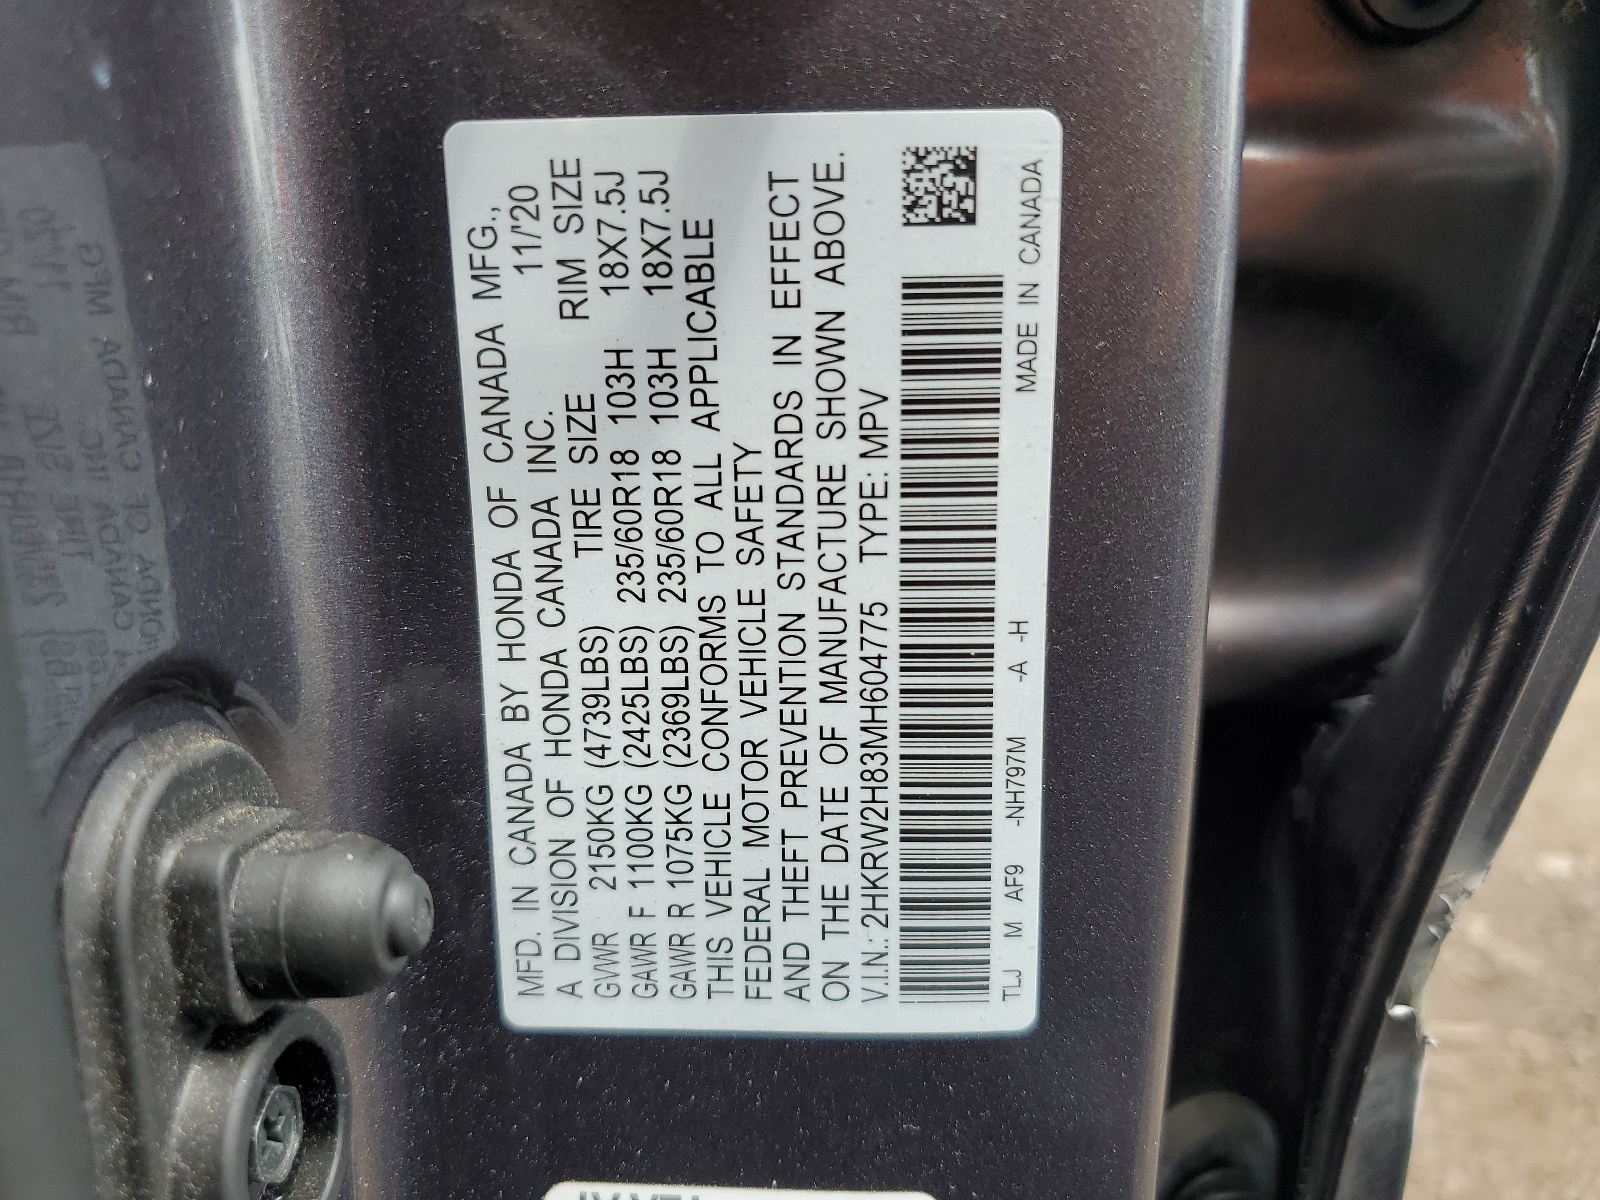 MFD. IN CANADA BY HONDA OF CANADA MFG.,
A DIVISION OF HONDA CANADA INC. 11/'20
TIRE SIZE RIM SIZE
GVWR 2150KG (4739LBS)
GAWR F 1100KG (2425LBS) 235/60R18 103H 18X7.5J
GAWR R 1075KG (2369LBS) 235/60R18 103H 18X7.5J
THIS VEHICLE CONFORMS TO ALL APPLICABLE
FEDERAL MOTOR VEHICLE SAFETY
AND THEFT PREVENTION STANDARDS IN EFFECT
ON THE DATE OF MANUFACTURE SHOWN ABOVE.
V.I.N.: 2HKRW2H83MH604775 TYPE: MPV
TLJ M AF9 -NH797M -A -H MADE IN CANADA